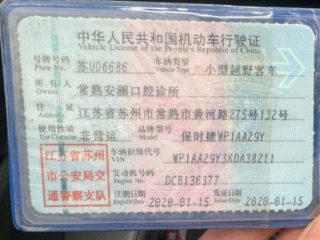 中华人民共和国机动车行驶证
Vehicle License of the People's Republic of China
号牌号码 苏UD6686 车辆类型 小型越野客车
Plate No. Vehicle Type
所有人 常熟安澜口腔诊所
Owner
住址 江苏省苏州市常熟市黄河路275号132号
Address
使用性质 非营运 品牌型号 保时捷WP1AA29Y
Use Character Model
江苏省苏州市公安局交通警察支队
车辆识别代号 WP1AA29Y3KDA38211
VIN
发动机号码 DCB136377
Engine No.
注册日期 2020-01-15 发证日期 2020-01-15
Register Date Issue Date